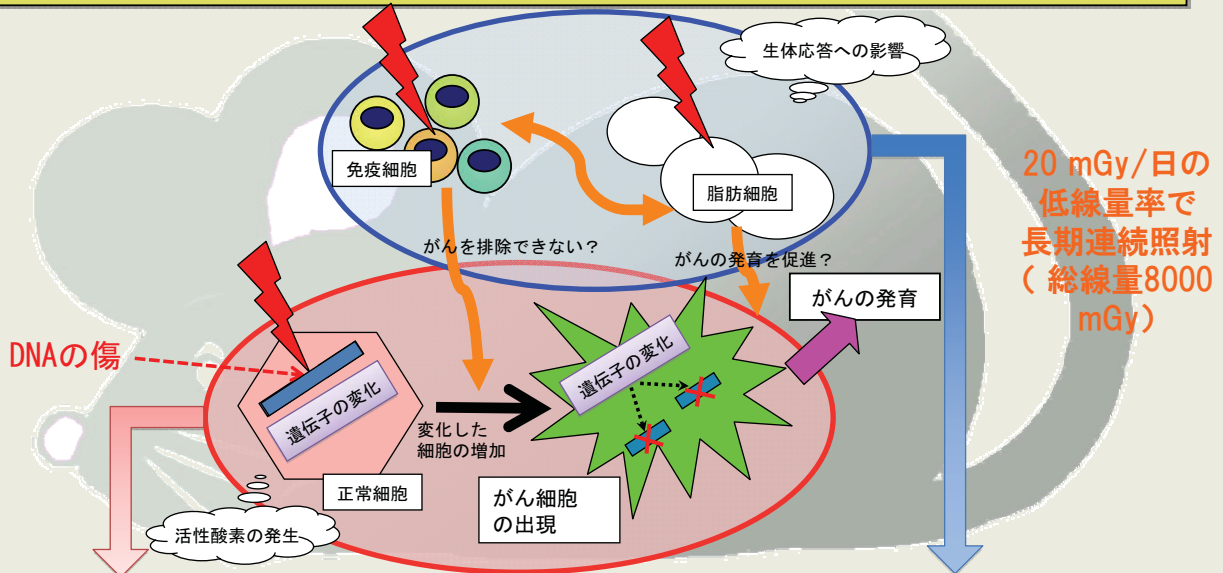 生体応答への影響
免疫細胞
脂肪細胞
20 mGy/日の
低線量率で
長期連続照射
( 総線量8000
mGy)
がんを排除できない？
がんの発育を促進？
がんの発育
DNAの傷
遺伝子の変化
遺伝子の変化
変化した
細胞の増加
正常細胞
がん細胞
の出現
活性酸素の発生